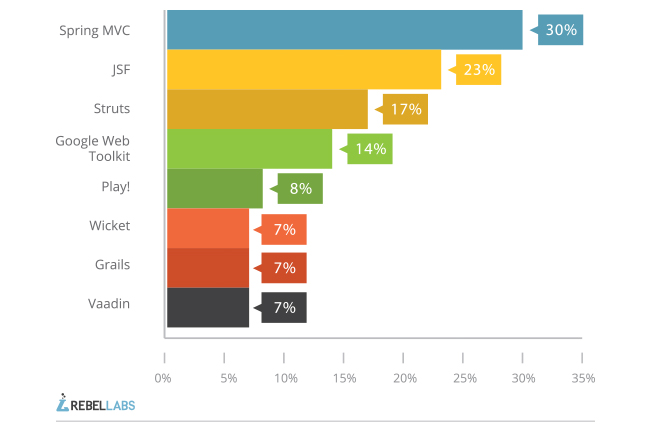 Spring MVC 30%
JSF 23%
Struts 17%
Google Web
Toolkit 14%
Play! 8%
Wicket 7%
Grails 7%
Vaadin 7%
0% 5% 10% 15% 20% 25% 30% 35%
REBELLABS